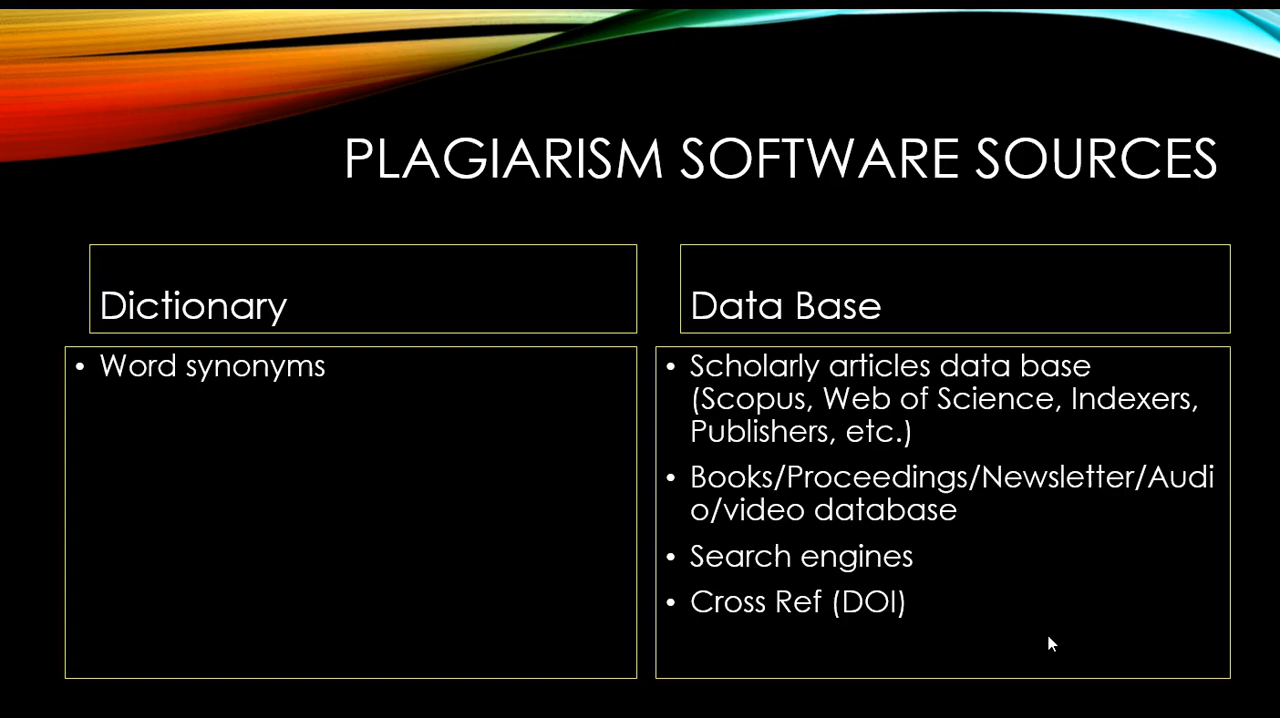 PLAGIARISM SOFTWARE SOURCES
Dictionary
• Word synonyms
Data Base
• Scholarly articles data base
(Scopus, Web of Science, Indexers,
Publishers, etc.)
• Books/Proceedings/Newsletter/Audi
o/video database
• Search engines
• Cross Ref (DOI)